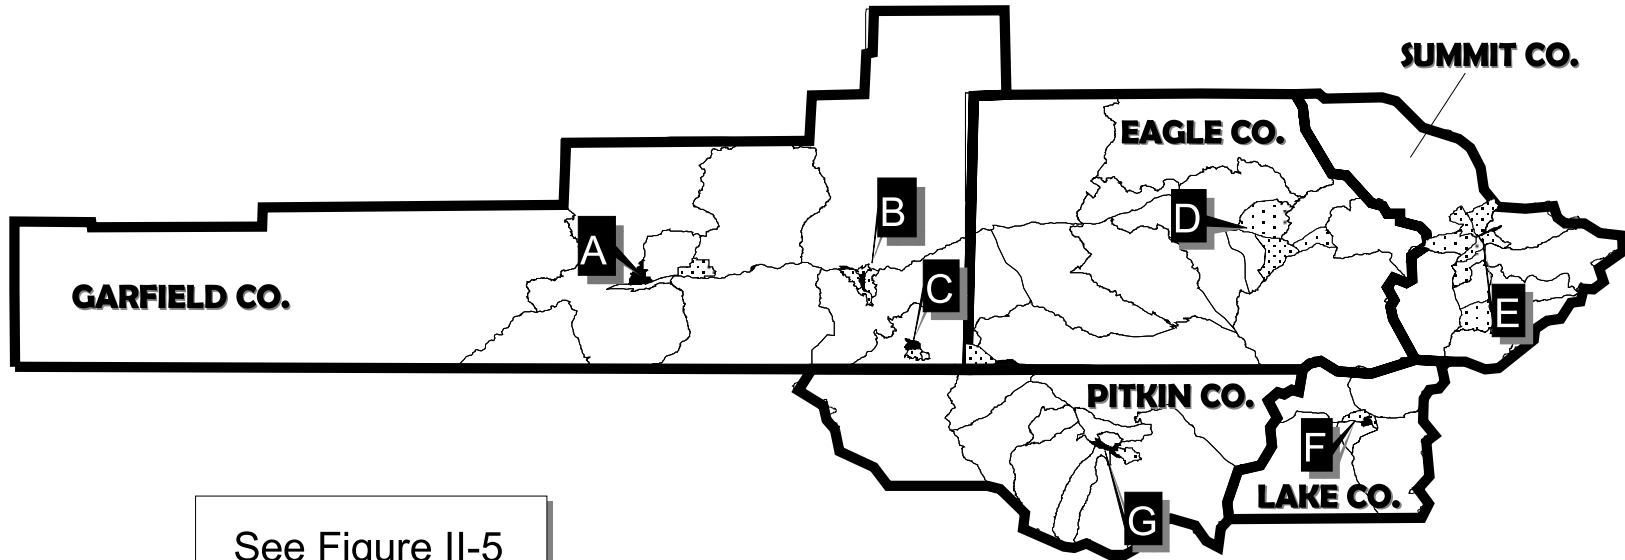 SUMMIT CO.
EAGLE CO.
B
D
A
C
GARFIELD CO.
E
PITKIN CO.
F
LAKE CO.
G
See Figure II-5